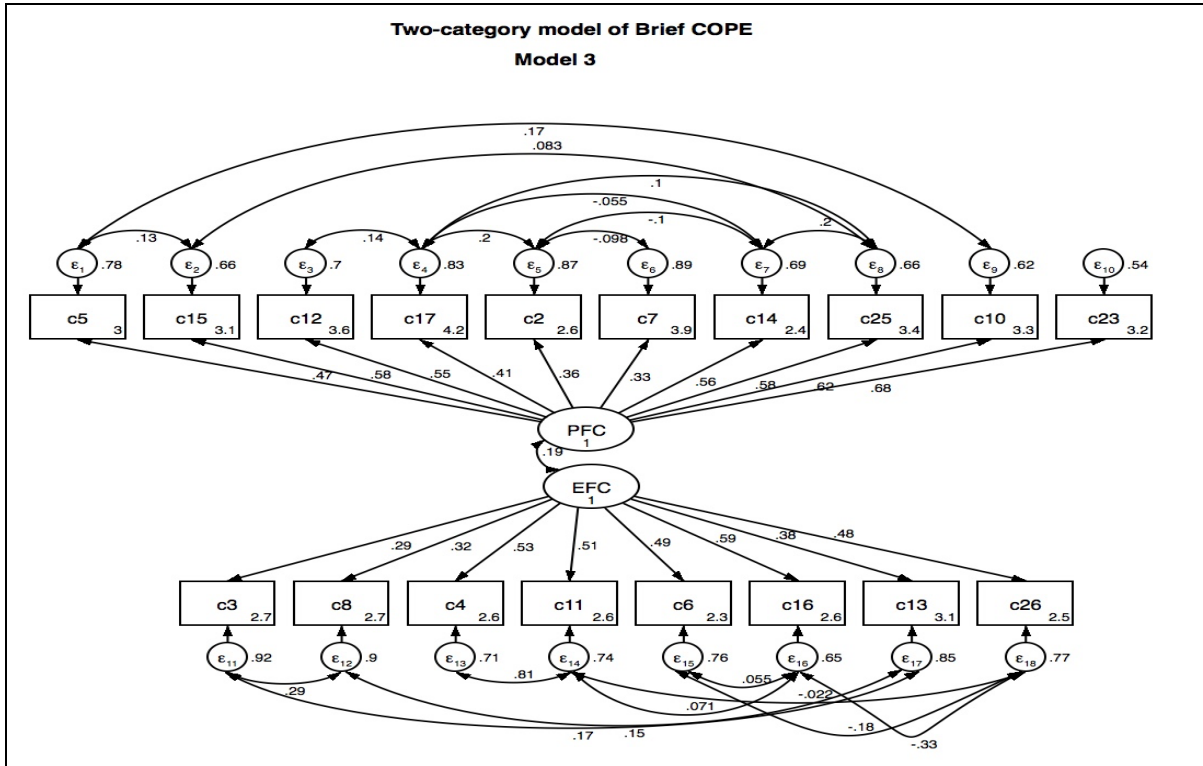 Two-category model of Brief COPE
Model 3
.17
.083
.1
-.055
-.1
.2
.13
.14
.2
-.098
ε1 .78
ε2 .66
ε3 .7
ε4 .83
ε5 .87
ε6 .89
ε7 .69
ε8 .66
ε9 .62
ε10 .54
c5 3
c15 3.1
c12 3.6
c17 4.2
c2 2.6
c7 3.9
c14 2.4
c25 3.4
c10 3.3
c23 3.2
.47
.58
.55
.41
.36
.33
.56
.58
.62
.68
PFC
1
.19
EFC
1
.29
.32
.53
.51
.49
.59
.38
.48
c3 2.7
c8 2.7
c4 2.6
c11 2.6
c6 2.3
c16 2.6
c13 3.1
c26 2.5
ε11 .92
ε12 .9
ε13 .71
ε14 .74
ε15 .76
ε16 .65
ε17 .85
ε18 .77
.29
.81
.055
-.022
.071
.17
.15
-.18
-.33